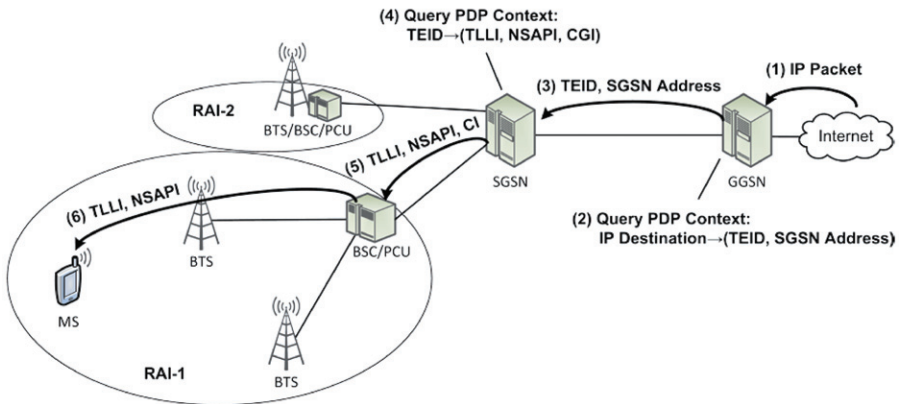 (4) Query PDP Context:
TEID→(TLLI, NSAPI, CGI)
(1) IP Packet
(3) TEID, SGSN Address
RAI-2
BTS/BSC/PCU
Internet
(5) TLLI, NSAPI, CI
SGSN
GGSN
(6) TLLI, NSAPI
(2) Query PDP Context:
IP Destination→(TEID, SGSN Address)
BTS
BSC/PCU
MS
RAI-1
BTS